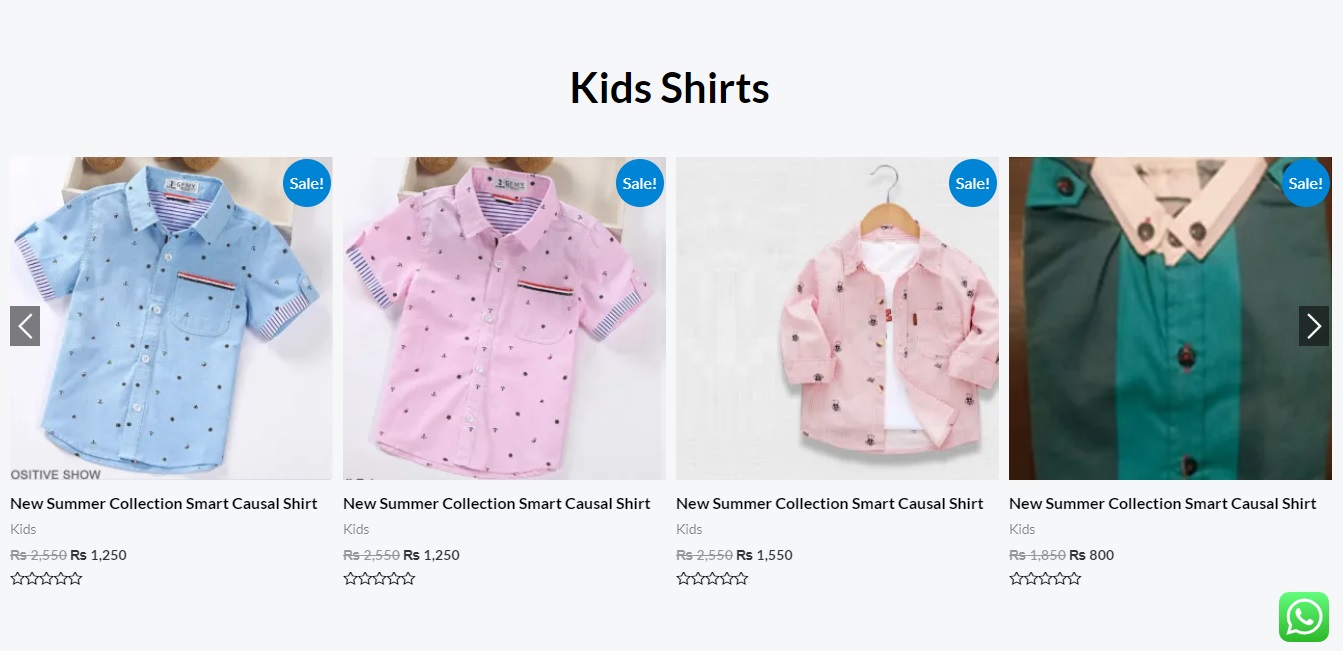 Kids Shirts
Sale!
Sale!
Sale!
Sale!
OSITIVE SHOW
New Summer Collection Smart Causal Shirt
Kids
Rs 2,550 Rs 1,250
New Summer Collection Smart Causal Shirt
Kids
Rs 2,550 Rs 1,250
New Summer Collection Smart Causal Shirt
Kids
Rs 2,550 Rs 1,550
New Summer Collection Smart Causal Shirt
Kids
Rs 1,850 Rs 800